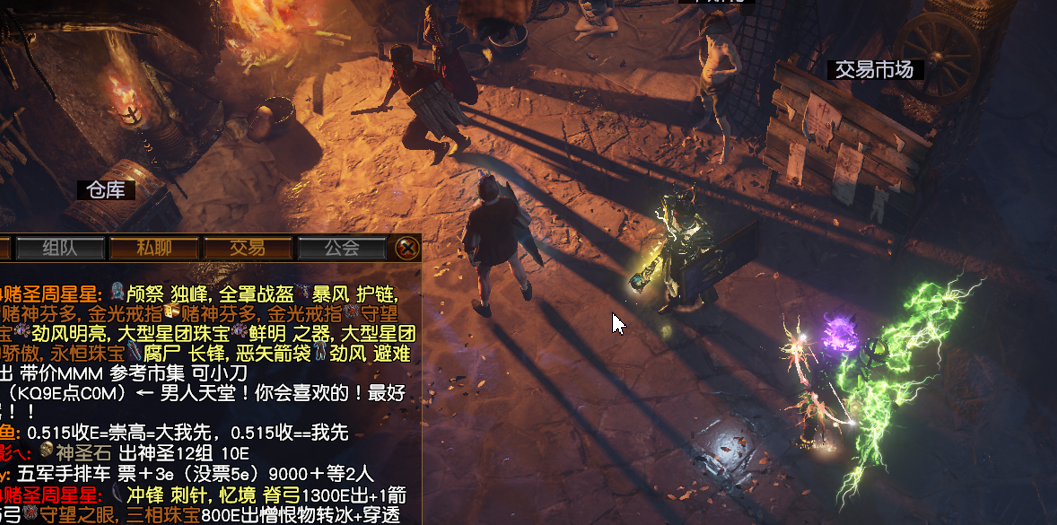 交易市场
仓库
组队 私聊 交易 公会
赌圣周星星: 颅祭 独峰, 全罩战盔 暴风 护链,
赌神芬多, 金光戒指 赌神芬多, 金光戒指 守望
宝 劲风明亮, 大型星团珠宝 鲜明 之器, 大型星团
骄傲, 永恒珠宝 腐尸 长锋, 恶矢箭袋 劲风 避难
出 带价MMM 参考市集 可小刀
（KQ9E点C0M）← 男人天堂！你会喜欢的！最好
！！
鱼: 0.515收E=崇高=大我先，0.515收==我先
影ヘ: 神圣石 出神圣12组 10E
y: 五军手排车 票＋3e（没票5e）9000＋等2人
赌圣周星星: 冲锋 刺针, 忆境 脊弓1300E出+1箭
弓 守望之眼, 三相珠宝800E出憎恨物转冰+穿透